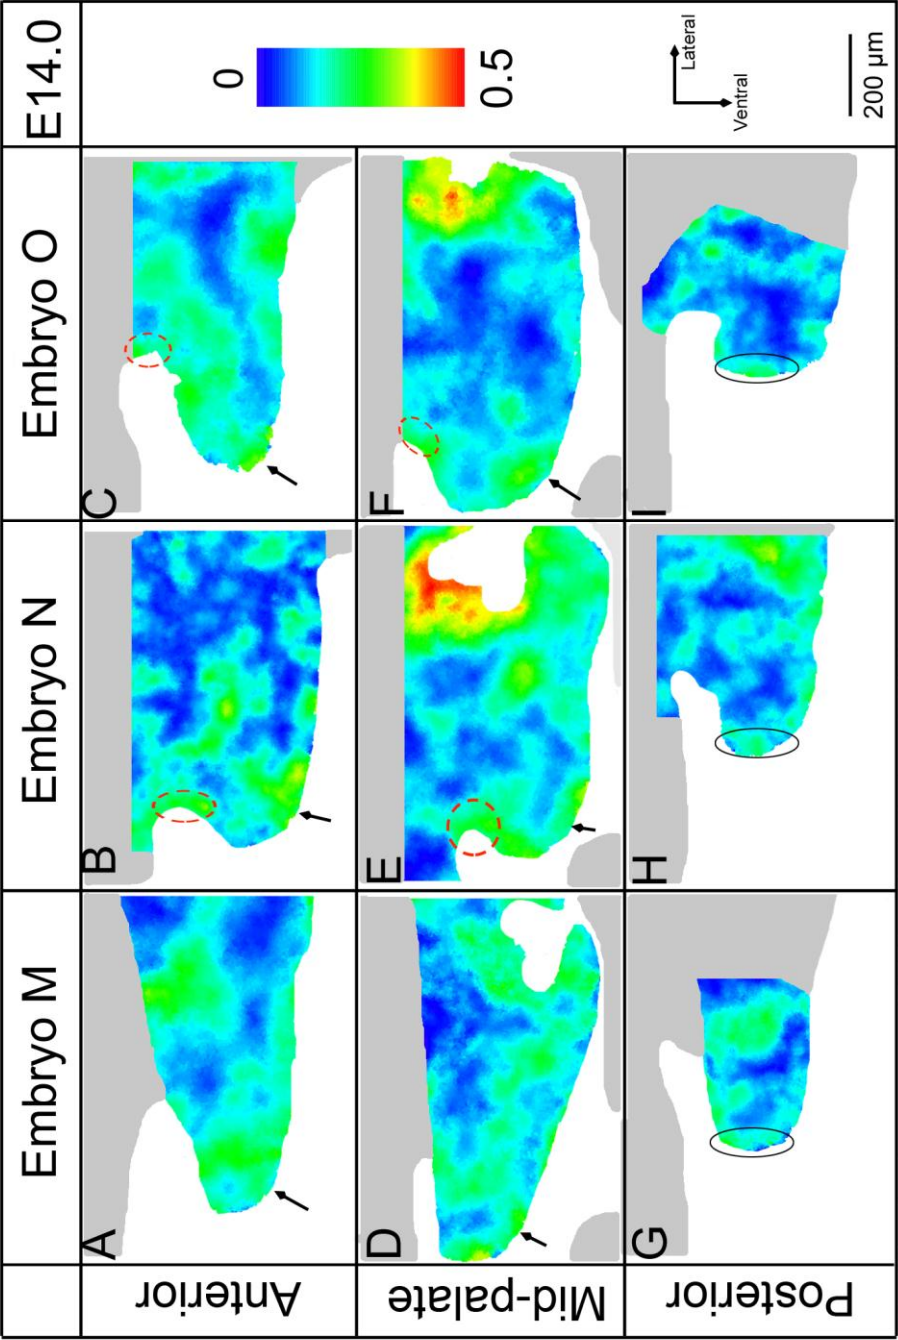 Embryo M
Embryo N
Embryo O
E14.0
Anterior
A
B
C
0
0.5
Mid-palate
D
E
F
Posterior
G
H
I
Lateral
Ventral
200 µm